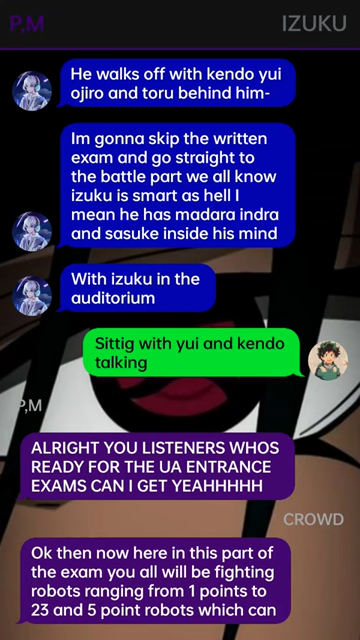 P,M
IZUKU
He walks off with kendo yui
ojiro and toru behind him-
Im gonna skip the written
exam and go straight to
the battle part we all know
izuku is smart as hell I
mean he has madara indra
and sasuke inside his mind
With izuku in the
auditorium
Sittig with yui and kendo
talking
P,M
ALRIGHT YOU LISTENERS WHOS
READY FOR THE UA ENTRANCE
EXAMS CAN I GET YEAHHHHH
CROWD
Ok then now here in this part of
the exam you all will be fighting
robots ranging from 1 points to
23 and 5 point robots which can